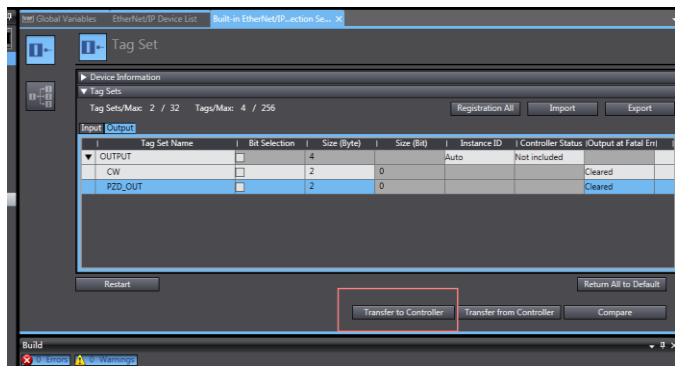 Global Variables EtherNet/IP Device List Built-in EtherNet/IP...ection Se... ×
Tag Set
▶ Device Information
▼ Tag Sets
Tag Sets/Max: 2 / 32 Tags/Max: 4 / 256 Registration All Import Export
Input Output
Tag Set Name Bit Selection Size (Byte) Size (Bit) Instance ID Controller Status Output at Fatal Err
▼ OUTPUT 4 Auto Not included
CW 2 0 Cleared
PZD_OUT 2 0 Cleared
Restart Return All to Default
Transfer to Controller Transfer from Controller Compare
Build
0 Errors 0 Warnings